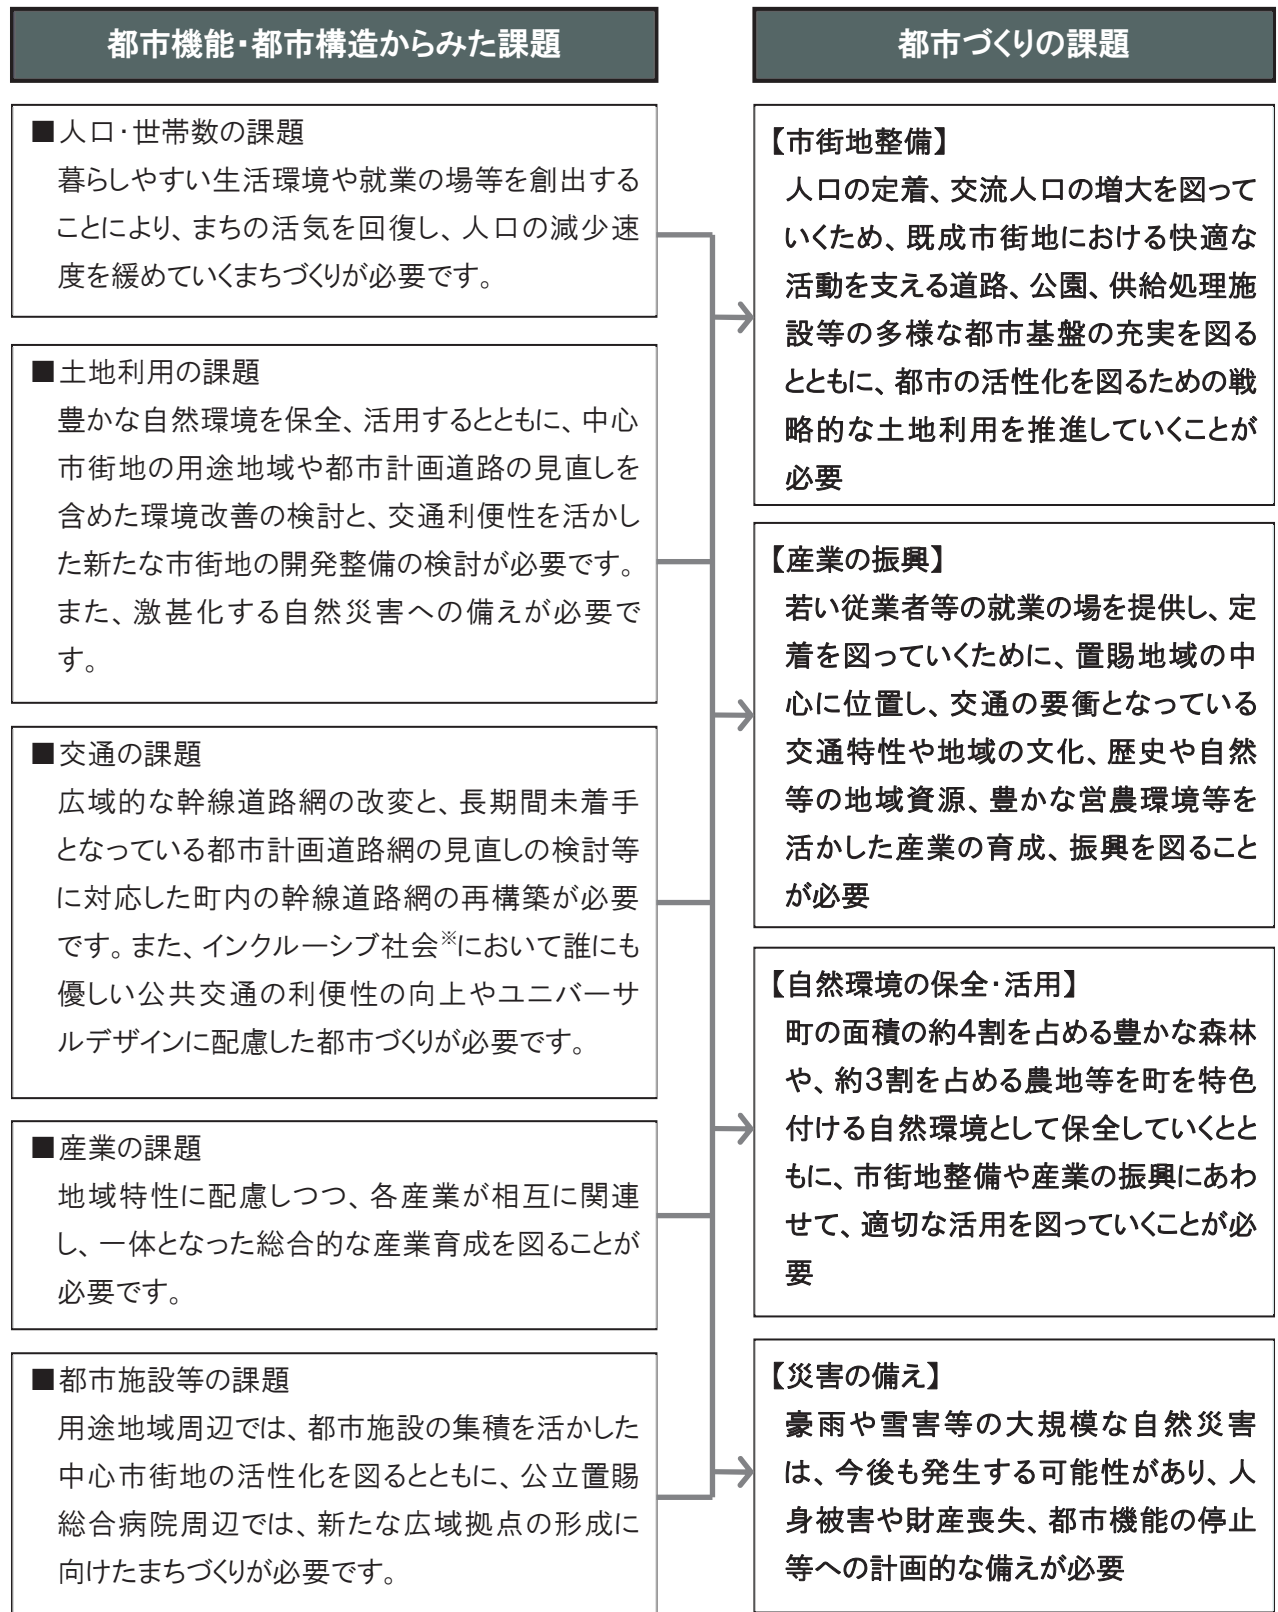 都市機能・都市構造からみた課題
■人口・世帯数の課題
暮らしやすい生活環境や就業の場等を創出する
ことにより、まちの活気を回復し、人口の減少速
度を緩めていくまちづくりが必要です。
■土地利用の課題
豊かな自然環境を保全、活用するとともに、中心
市街地の用途地域や都市計画道路の見直しを
含めた環境改善の検討と、交通利便性を活かし
た新たな市街地の開発整備の検討が必要です。
また、激甚化する自然災害への備えが必要で
す。
■交通の課題
広域的な幹線道路網の改変と、長期間未着手
となっている都市計画道路網の見直しの検討等
に対応した町内の幹線道路網の再構築が必要
です。また、インクルーシブ社会※において誰にも
優しい公共交通の利便性の向上やユニバーサ
ルデザインに配慮した都市づくりが必要です。
■産業の課題
地域特性に配慮しつつ、各産業が相互に関連
し、一体となった総合的な産業育成を図ることが
必要です。
■都市施設等の課題
用途地域周辺では、都市施設の集積を活かした
中心市街地の活性化を図るとともに、公立置賜
総合病院周辺では、新たな広域拠点の形成に
向けたまちづくりが必要です。
都市づくりの課題
【市街地整備】
人口の定着、交流人口の増大を図って
いくため、既成市街地における快適な
活動を支える道路、公園、供給処理施
設等の多様な都市基盤の充実を図る
とともに、都市の活性化を図るための戦
略的な土地利用を推進していくことが
必要
【産業の振興】
若い従業者等の就業の場を提供し、定
着を図っていくために、置賜地域の中
心に位置し、交通の要衝となっている
交通特性や地域の文化、歴史や自然
等の地域資源、豊かな営農環境等を
活かした産業の育成、振興を図ること
が必要
【自然環境の保全・活用】
町の面積の約4割を占める豊かな森林
や、約3割を占める農地等を町を特色
付ける自然環境として保全していくとと
もに、市街地整備や産業の振興にあわ
せて、適切な活用を図っていくことが必
要
【災害の備え】
豪雨や雪害等の大規模な自然災害
は、今後も発生する可能性があり、人
身被害や財産喪失、都市機能の停止
等への計画的な備えが必要